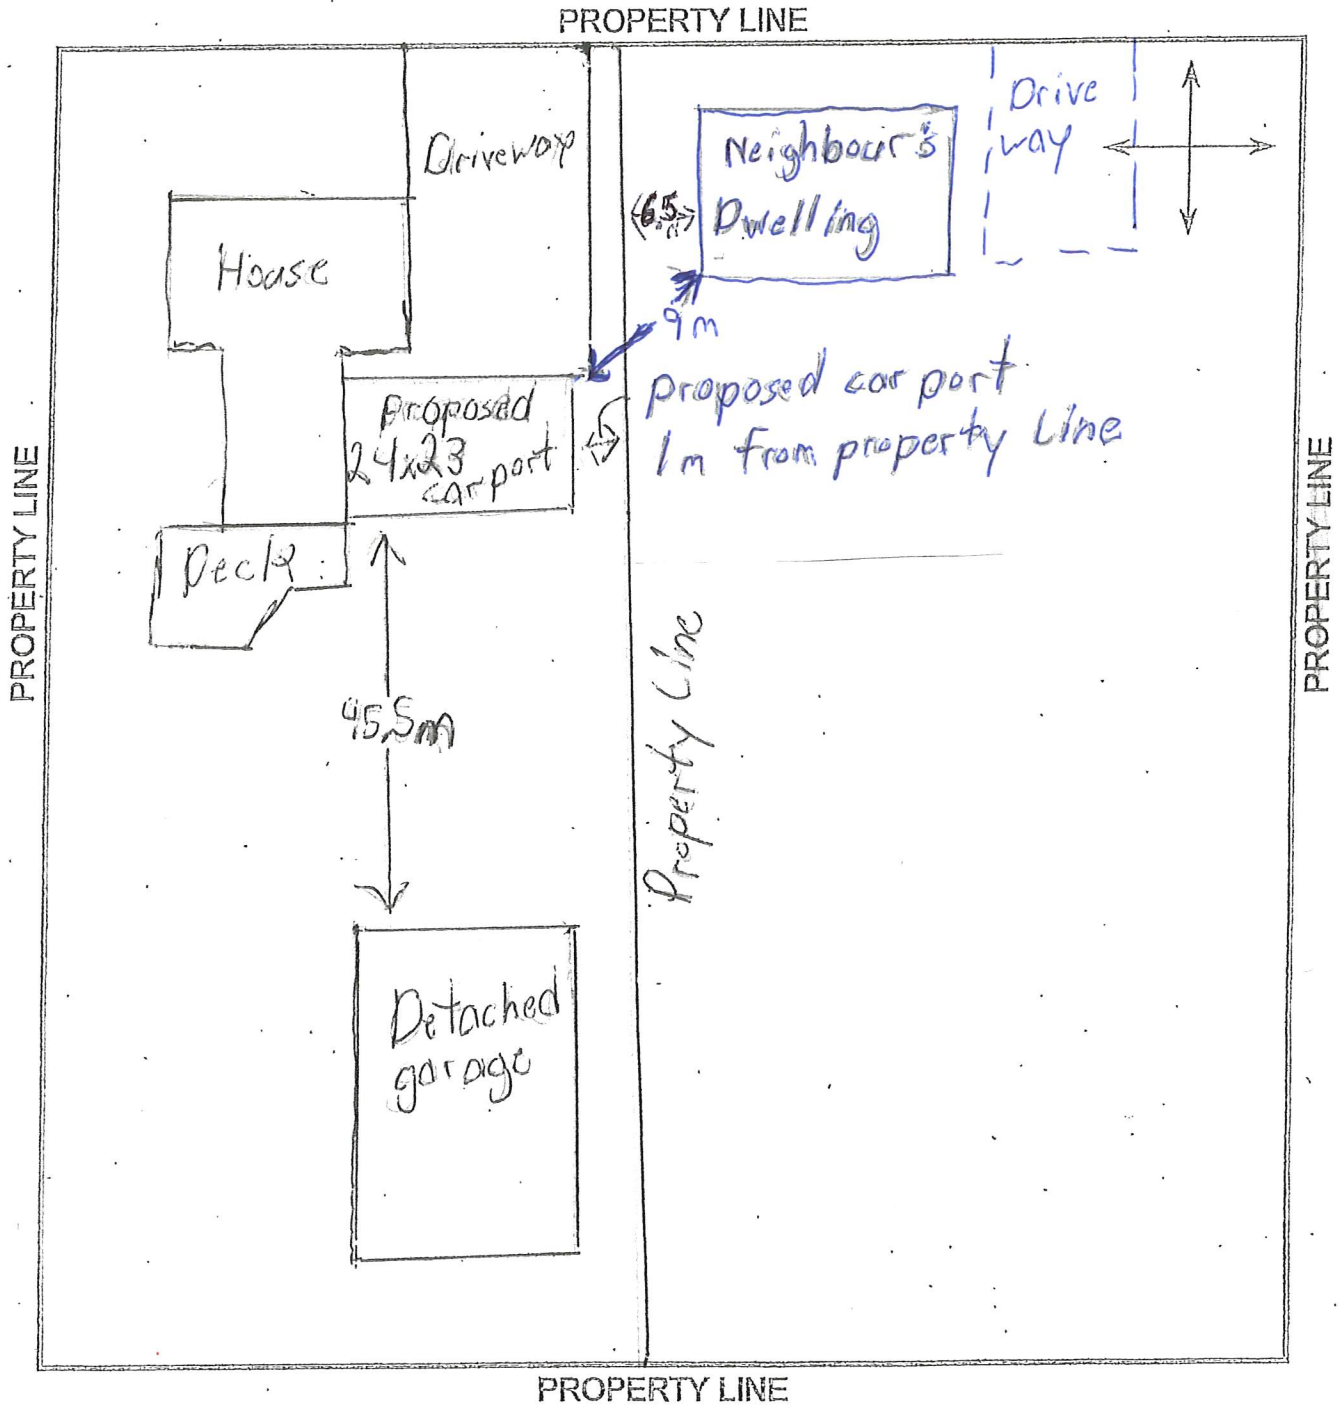 PROPERTY LINE
Driveway
Neighbour's
Dwelling
Drive
way
6.5
House
9m
Proposed
24x23
carport
proposed car port
1m from property Line
PROPERTY LINE
PROPERTY LINE
Deck
45.5m
Property Line
Detached
garage
PROPERTY LINE